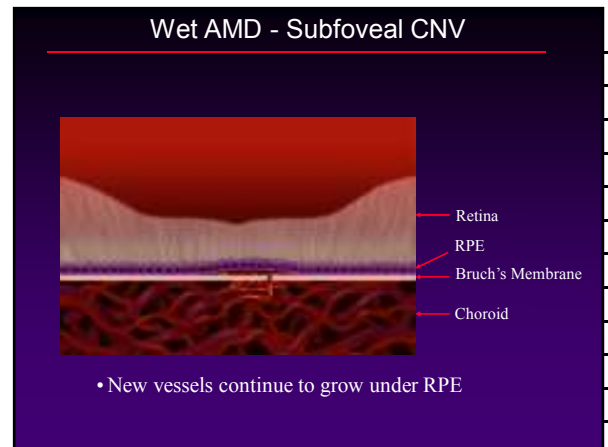 Wet AMD - Subfoveal CNV
Retina
RPE
Bruch's Membrane
Choroid
• New vessels continue to grow under RPE